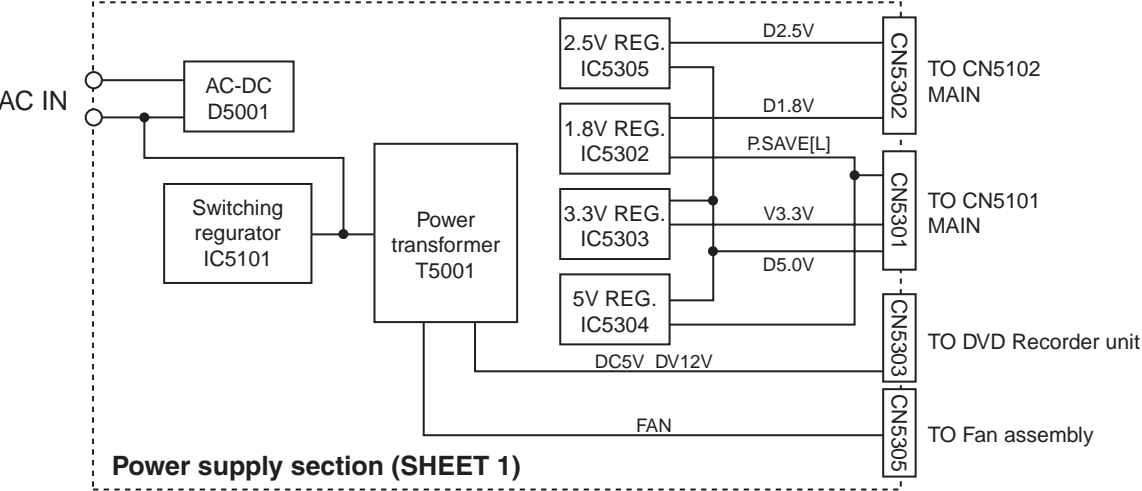 AC IN
AC-DC
D5001
Switching
regurator
IC5101
Power
transformer
T5001
2.5V REG.
IC5305
1.8V REG.
IC5302
3.3V REG.
IC5303
5V REG.
IC5304
D2.5V
D1.8V
P.SAVE[L]
V3.3V
D5.0V
DC5V DV12V
FAN
CN5302
CN5301
CN5303
CN5305
TO CN5102
MAIN
TO CN5101
MAIN
TO DVD Recorder unit
TO Fan assembly
Power supply section (SHEET 1)